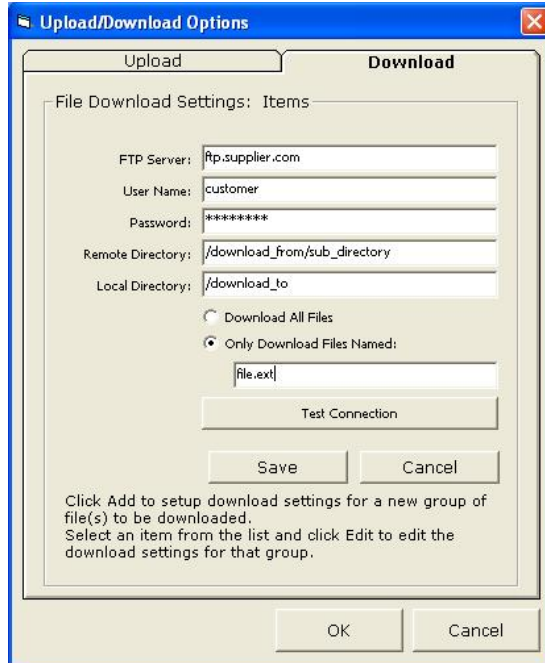 Upload/Download Options
Upload
Download
File Download Settings: Items
FTP Server: ftp.supplier.com
User Name: customer
Password: ********
Remote Directory: /download_from/sub_directory
Local Directory: /download_to
Download All Files
Only Download Files Named:
file.ext
Test Connection
Save
Cancel
Click Add to setup download settings for a new group of
file(s) to be downloaded.
Select an item from the list and click Edit to edit the
download settings for that group.
OK
Cancel